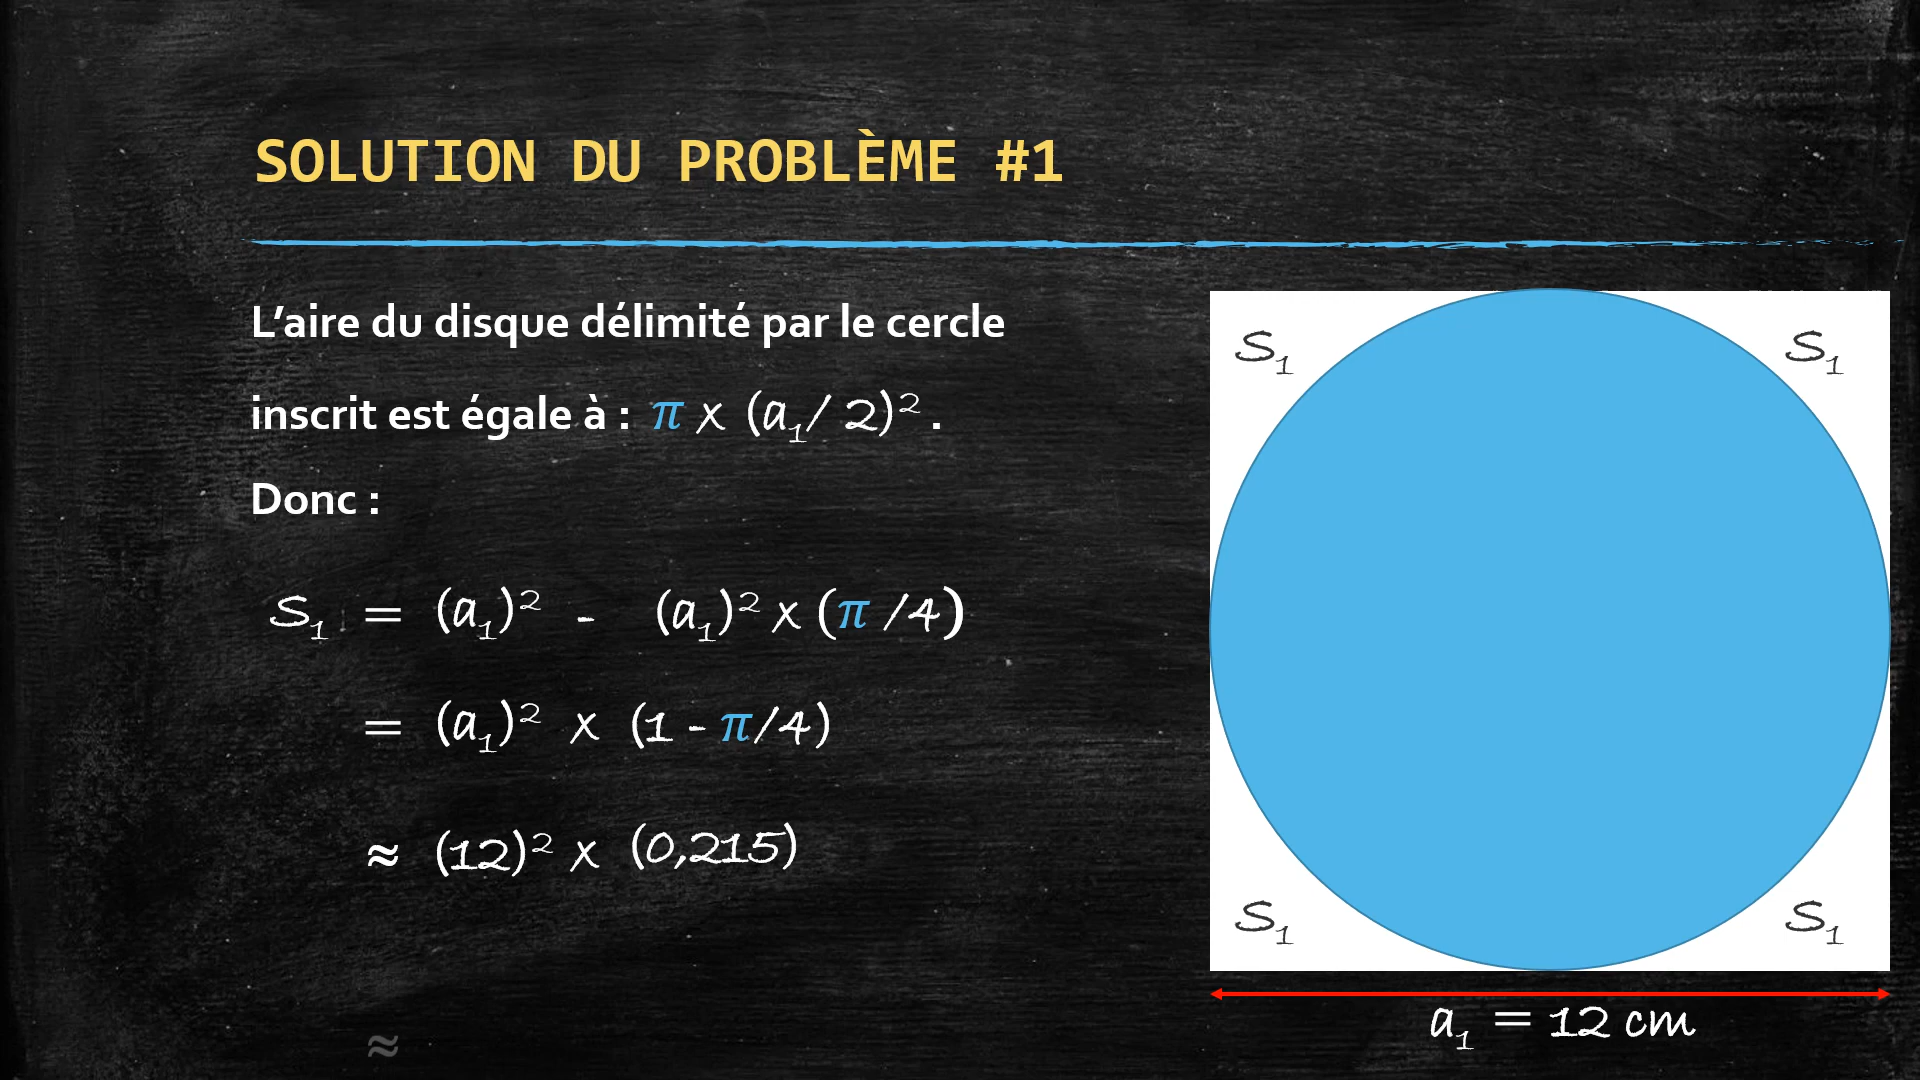 SOLUTION DU PROBLÈME #1
L’aire du disque délimité par le cercle
inscrit est égale à : π x (a₁/ 2)² .
Donc :
S₁ = (a₁)² - (a₁)² x (π /4)
= (a₁)² x (1 - π/4)
≈ (12)² x (0,215)
≈
S₁ S₁
S₁ S₁
a₁ = 12 cm